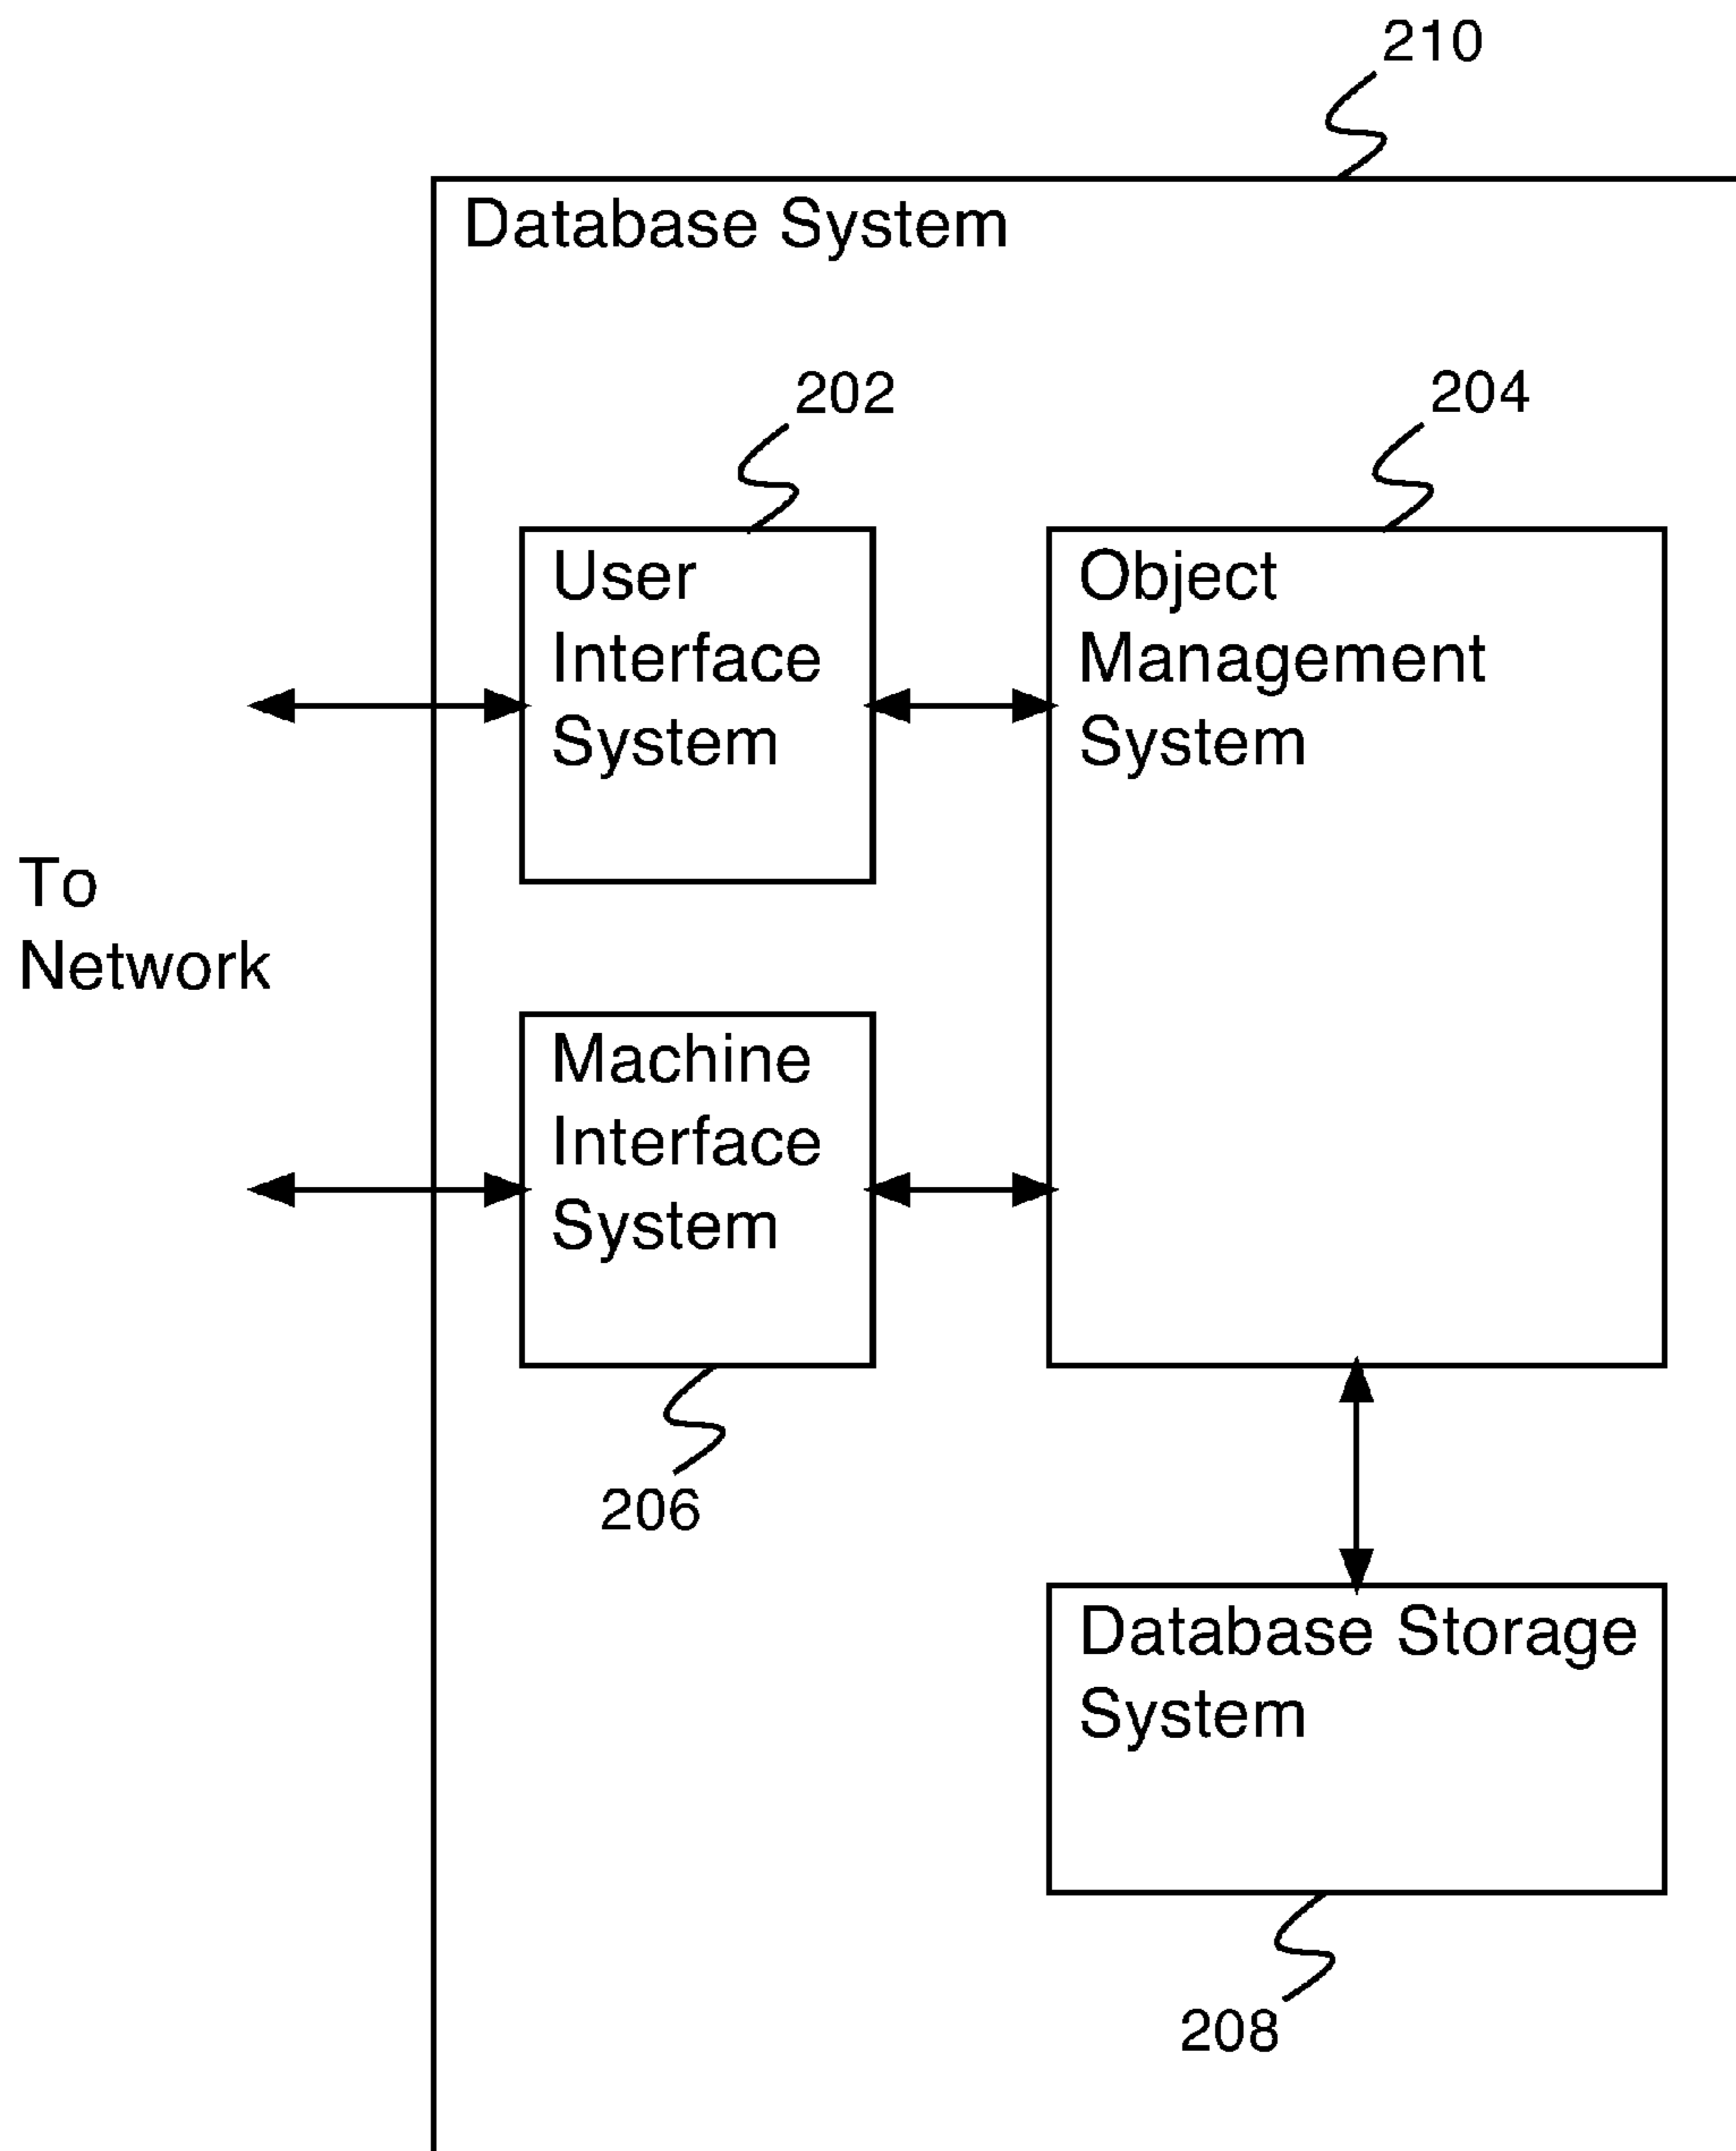 210
Database System
202
204
User
Interface
System
Object
Management
System
To
Network
Machine
Interface
System
206
Database Storage
System
208